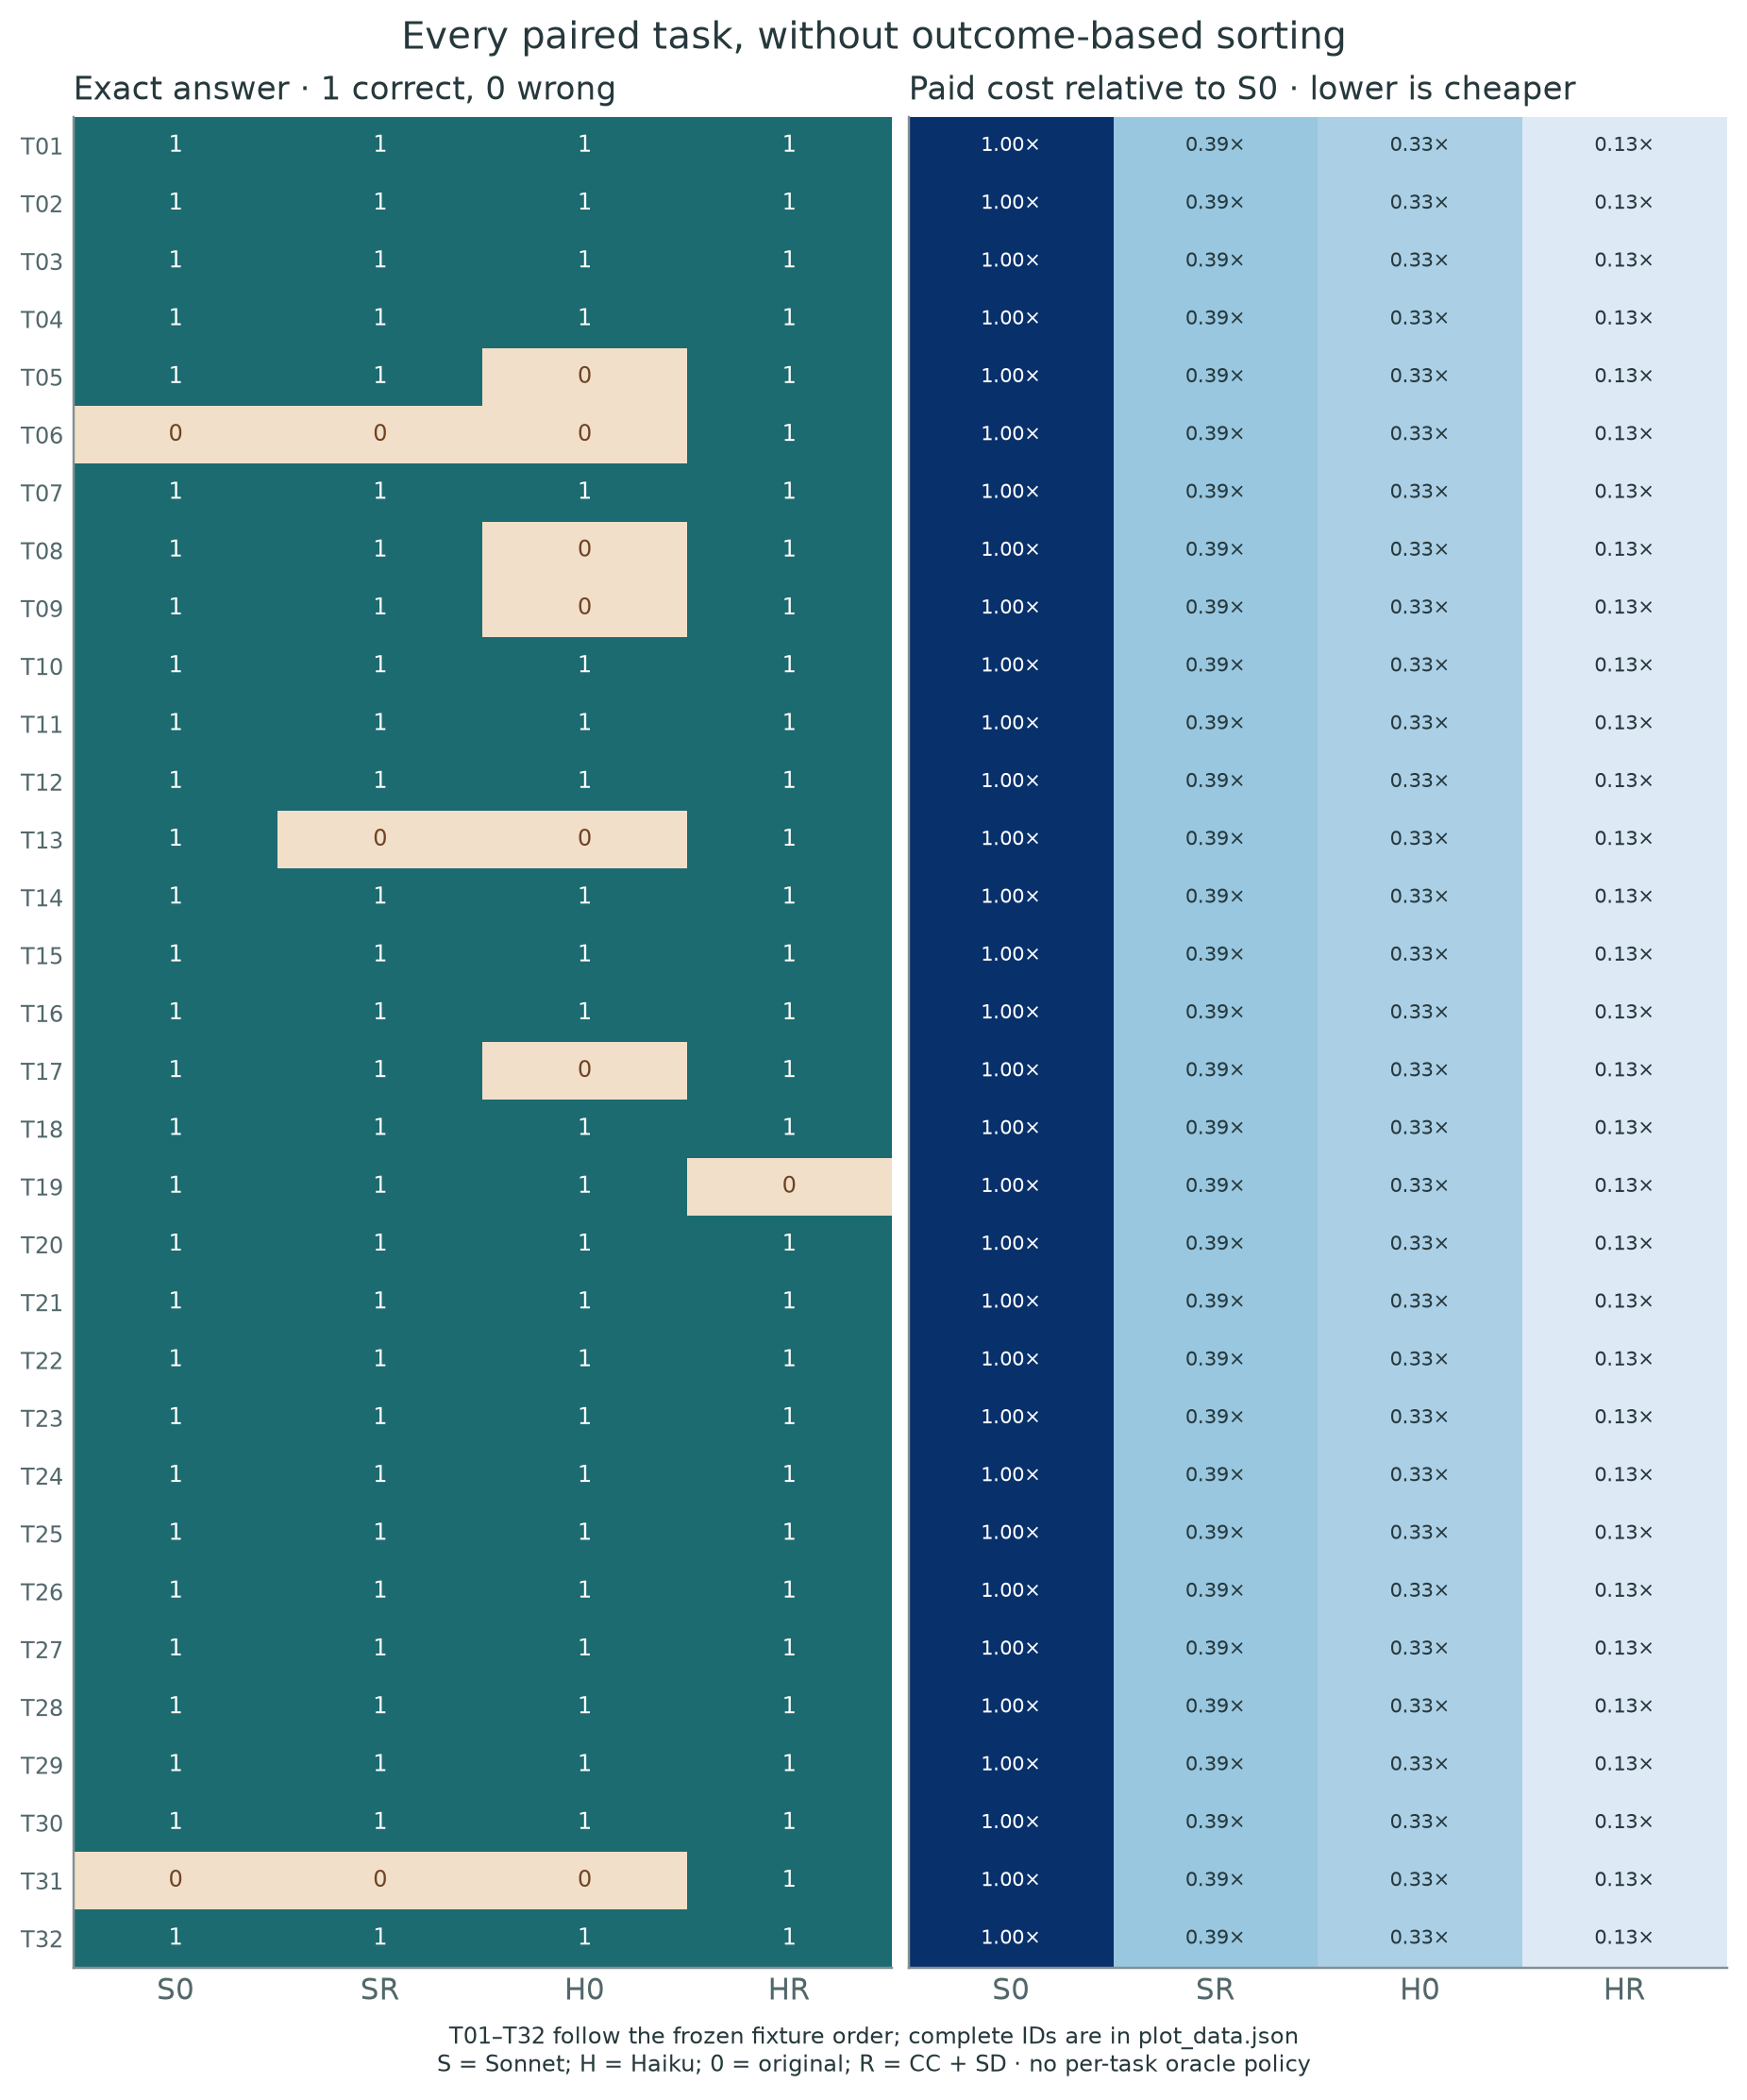 Every paired task, without outcome-based sorting
Exact answer · 1 correct, 0 wrong
Paid cost relative to S0 · lower is cheaper
T01 1 1 1 1 1.00× 0.39× 0.33× 0.13×
T02 1 1 1 1 1.00× 0.39× 0.33× 0.13×
T03 1 1 1 1 1.00× 0.39× 0.33× 0.13×
T04 1 1 1 1 1.00× 0.39× 0.33× 0.13×
T05 1 1 0 1 1.00× 0.39× 0.33× 0.13×
T06 0 0 0 1 1.00× 0.39× 0.33× 0.13×
T07 1 1 1 1 1.00× 0.39× 0.33× 0.13×
T08 1 1 0 1 1.00× 0.39× 0.33× 0.13×
T09 1 1 0 1 1.00× 0.39× 0.33× 0.13×
T10 1 1 1 1 1.00× 0.39× 0.33× 0.13×
T11 1 1 1 1 1.00× 0.39× 0.33× 0.13×
T12 1 1 1 1 1.00× 0.39× 0.33× 0.13×
T13 1 0 0 1 1.00× 0.39× 0.33× 0.13×
T14 1 1 1 1 1.00× 0.39× 0.33× 0.13×
T15 1 1 1 1 1.00× 0.39× 0.33× 0.13×
T16 1 1 1 1 1.00× 0.39× 0.33× 0.13×
T17 1 1 0 1 1.00× 0.39× 0.33× 0.13×
T18 1 1 1 1 1.00× 0.39× 0.33× 0.13×
T19 1 1 1 0 1.00× 0.39× 0.33× 0.13×
T20 1 1 1 1 1.00× 0.39× 0.33× 0.13×
T21 1 1 1 1 1.00× 0.39× 0.33× 0.13×
T22 1 1 1 1 1.00× 0.39× 0.33× 0.13×
T23 1 1 1 1 1.00× 0.39× 0.33× 0.13×
T24 1 1 1 1 1.00× 0.39× 0.33× 0.13×
T25 1 1 1 1 1.00× 0.39× 0.33× 0.13×
T26 1 1 1 1 1.00× 0.39× 0.33× 0.13×
T27 1 1 1 1 1.00× 0.39× 0.33× 0.13×
T28 1 1 1 1 1.00× 0.39× 0.33× 0.13×
T29 1 1 1 1 1.00× 0.39× 0.33× 0.13×
T30 1 1 1 1 1.00× 0.39× 0.33× 0.13×
T31 0 0 0 1 1.00× 0.39× 0.33× 0.13×
T32 1 1 1 1 1.00× 0.39× 0.33× 0.13×
S0 SR H0 HR S0 SR H0 HR
T01–T32 follow the frozen fixture order; complete IDs are in plot_data.json
S = Sonnet; H = Haiku; 0 = original; R = CC + SD · no per-task oracle policy